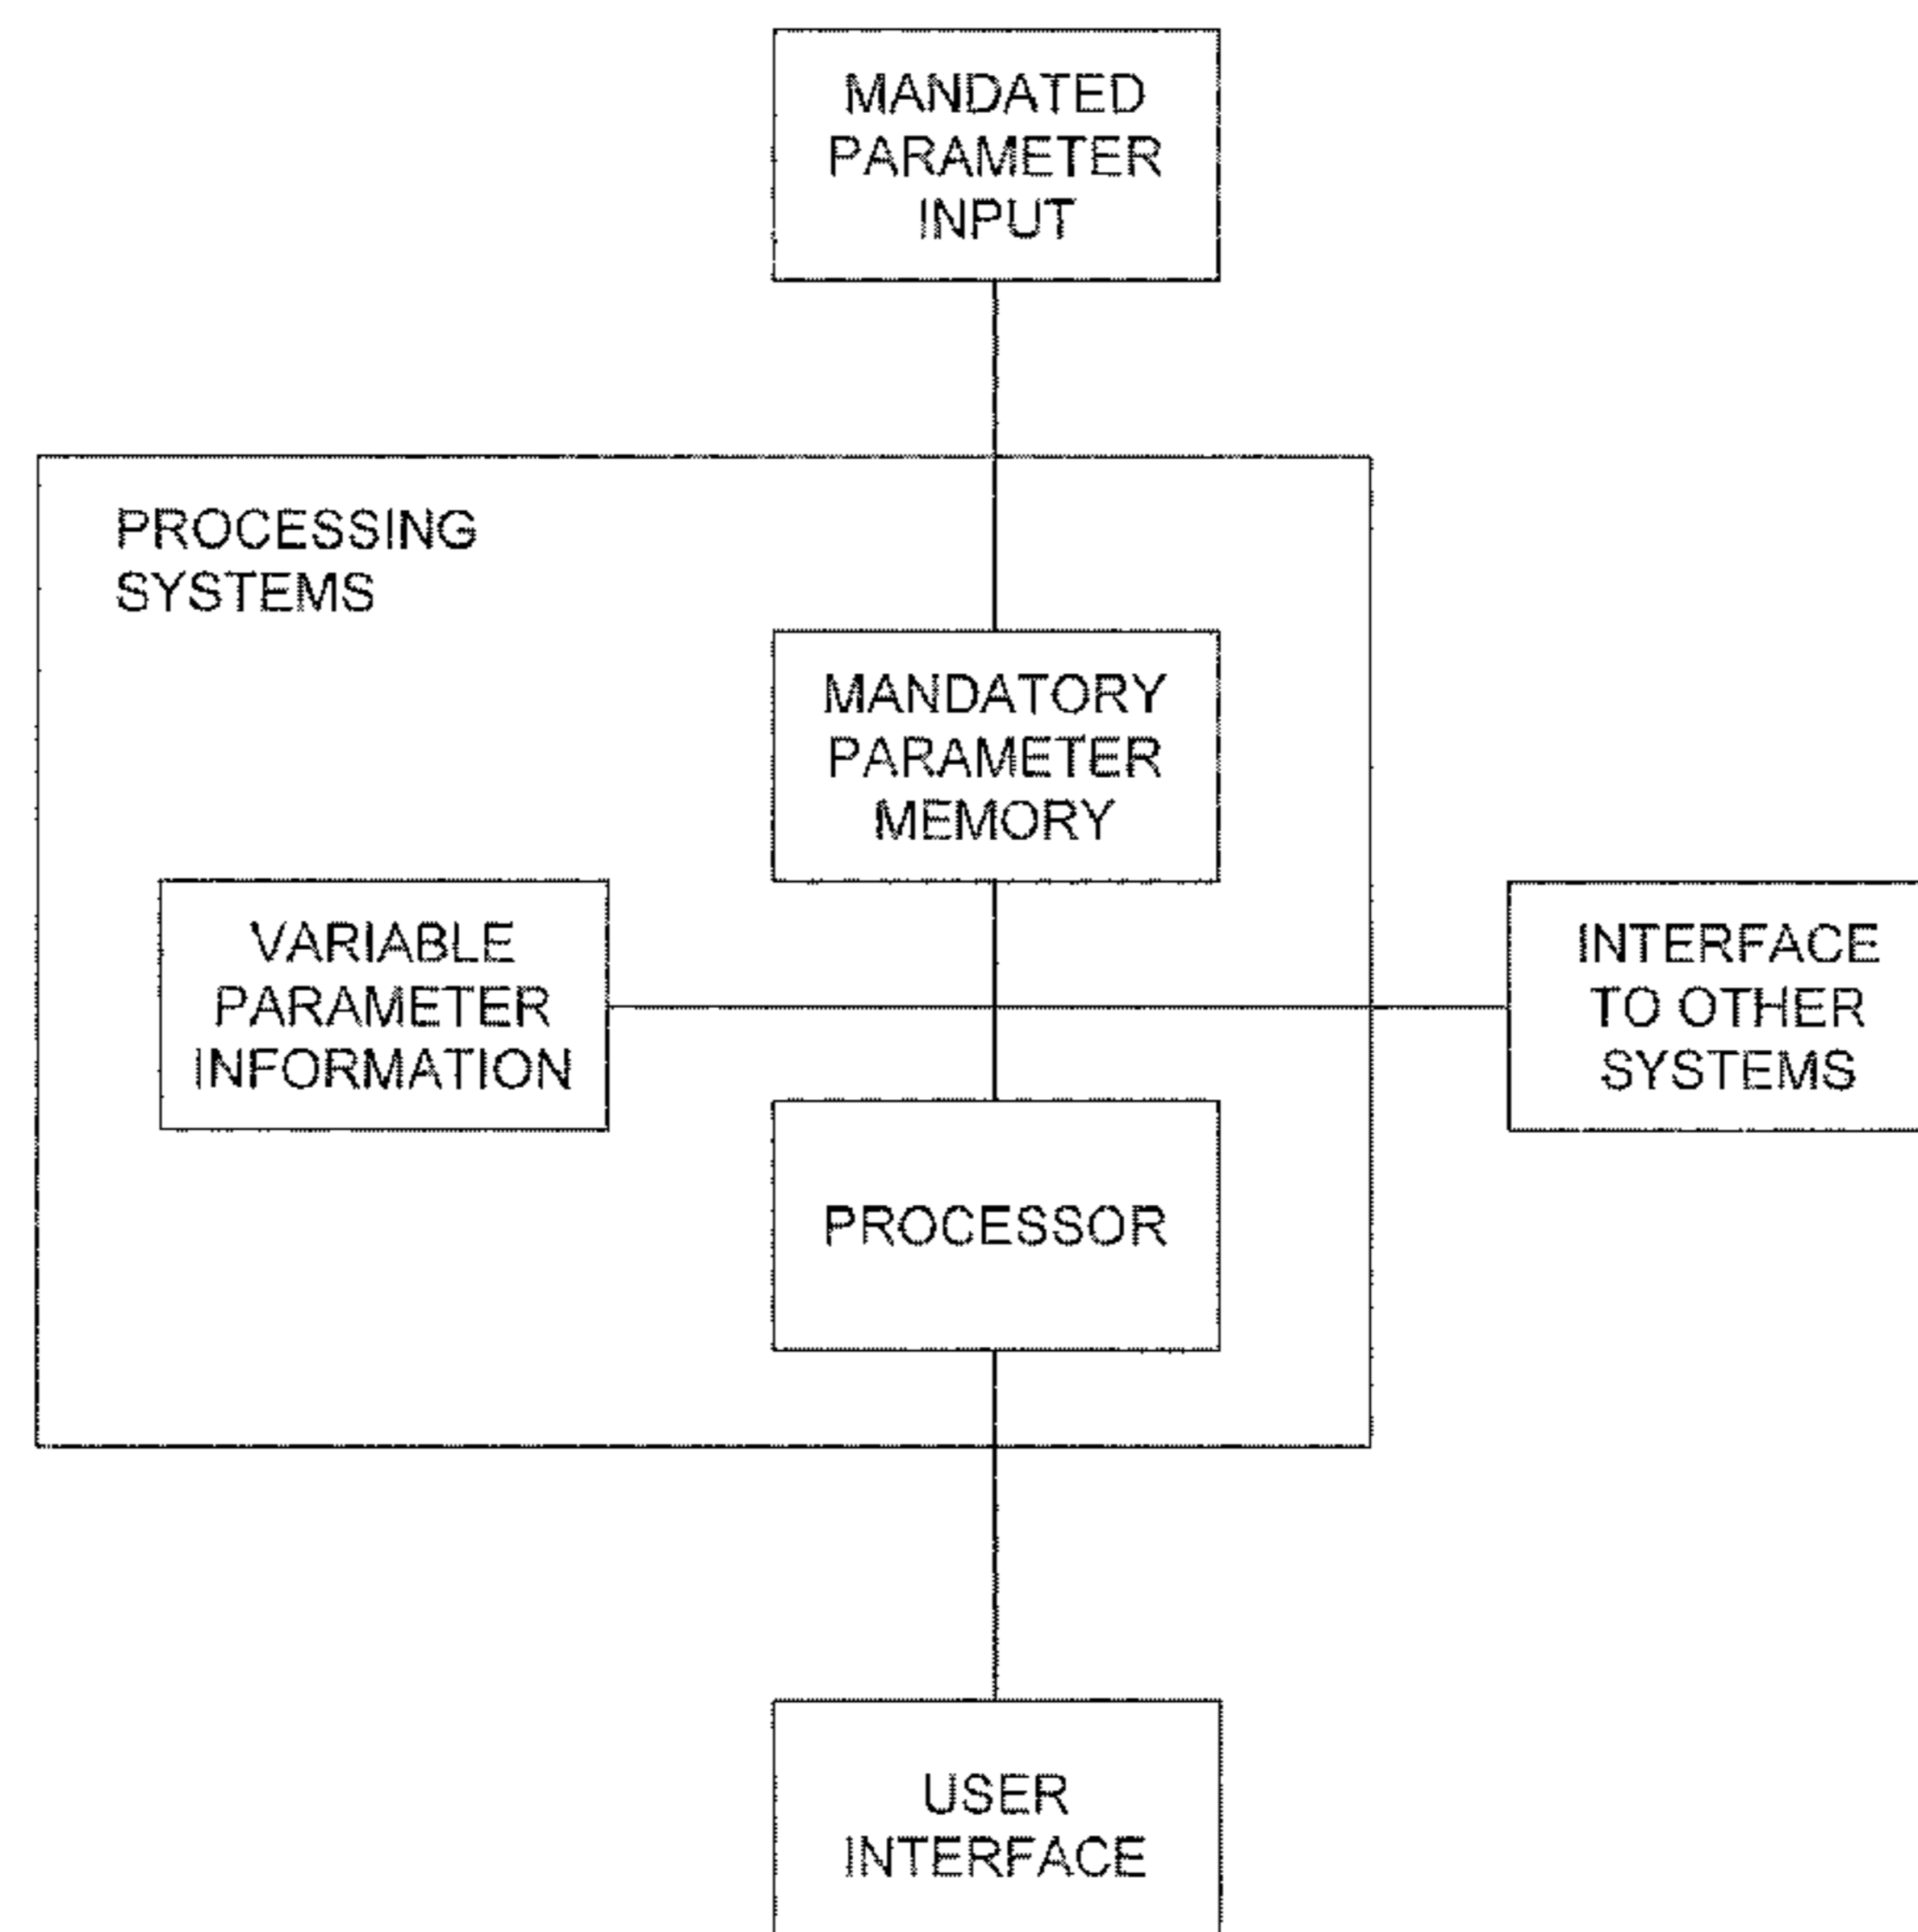 MANDATED
PARAMETER
INPUT
PROCESSING
SYSTEMS
MANDATORY
PARAMETER
MEMORY
VARIABLE
PARAMETER
INFORMATION
INTERFACE
TO OTHER
SYSTEMS
PROCESSOR
USER
INTERFACE